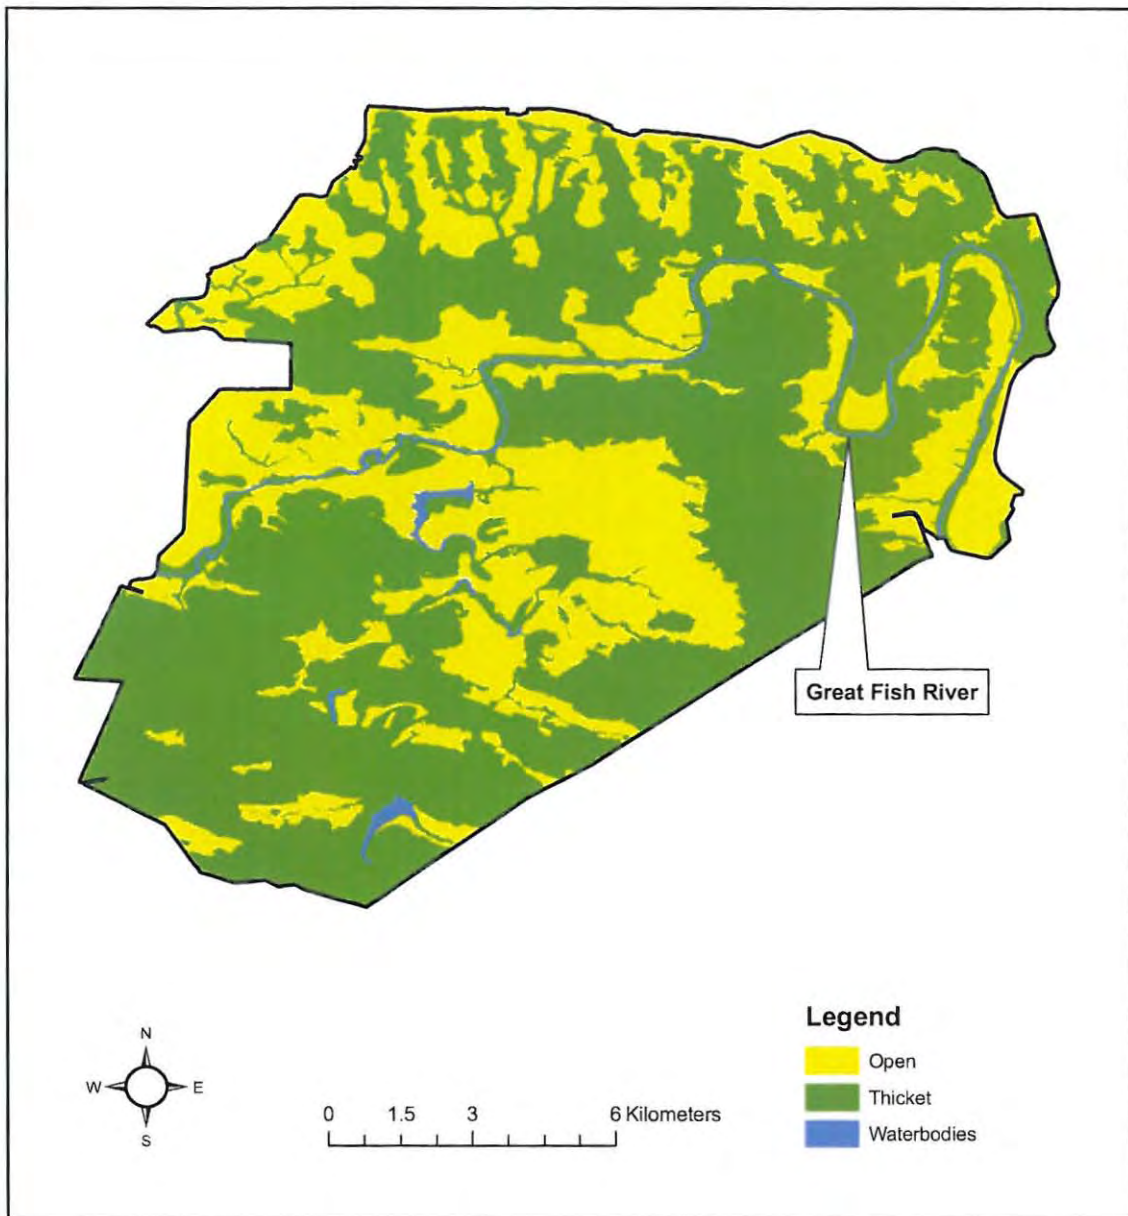 Great Fish River
N
W E
S
0 1.5 3 6 Kilometers
Legend
Open
Thicket
Waterbodies